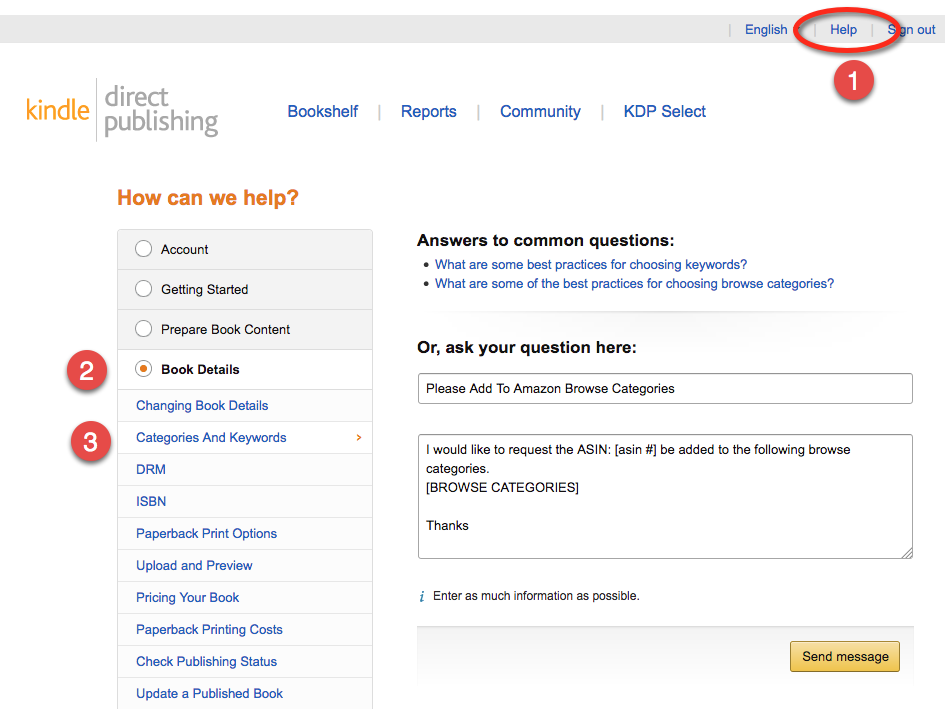 English
Help
Sign out
1
kindle direct publishing
Bookshelf
Reports
Community
KDP Select
How can we help?
Account
Getting Started
Prepare Book Content
2
Book Details
Changing Book Details
3
Categories And Keywords
DRM
ISBN
Paperback Print Options
Upload and Preview
Pricing Your Book
Paperback Printing Costs
Check Publishing Status
Update a Published Book
Answers to common questions:
What are some best practices for choosing keywords?
What are some of the best practices for choosing browse categories?
Or, ask your question here:
Please Add To Amazon Browse Categories
I would like to request the ASIN: [asin #] be added to the following browse
categories.
[BROWSE CATEGORIES]
Thanks
i Enter as much information as possible.
Send message